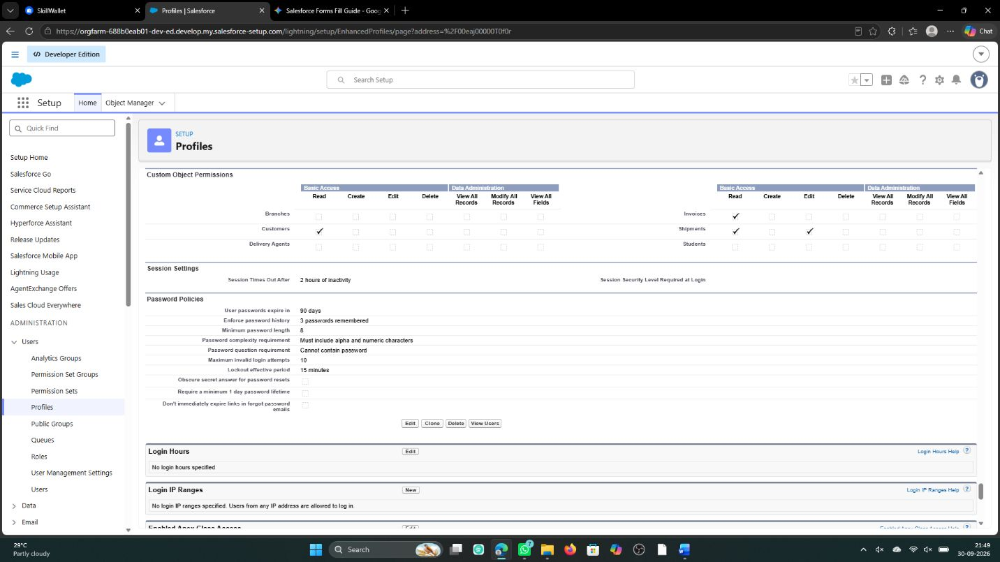 SkillWallet
Profiles | Salesforce
Salesforce Forms Fill Guide - Goog
https://orgfarm-688b0eab01-dev-ed.develop.my.salesforce-setup.com/lightning/setup/EnhancedProfiles/page?address=%2F00eaj00000T0f0r
Chat
Developer Edition
Search Setup
Setup
Home
Object Manager
Quick Find
Setup Home
Salesforce Go
Service Cloud Reports
Commerce Setup Assistant
Hyperforce Assistant
Release Updates
Salesforce Mobile App
Lightning Usage
AgentExchange Offers
Sales Cloud Everywhere
ADMINISTRATION
Users
Analytics Groups
Permission Set Groups
Permission Sets
Profiles
Public Groups
Queues
Roles
User Management Settings
Users
Data
Email
SETUP
Profiles
Custom Object Permissions
Basic Access Data Administration
Read Create Edit Delete View All Records Modify All Records View All Fields
Branches
Customers
Delivery Agents
Basic Access Data Administration
Read Create Edit Delete View All Records Modify All Records View All Fields
Invoices
Shipments
Students
Session Settings
Session Times Out After 2 hours of inactivity Session Security Level Required at Login
Password Policies
User passwords expire in 90 days
Enforce password history 3 passwords remembered
Minimum password length 8
Password complexity requirement Must include alpha and numeric characters
Password question requirement Cannot contain password
Maximum invalid login attempts 10
Lockout effective period 15 minutes
Obscure secret answer for password resets
Require a minimum 1 day password lifetime
Don't immediately expire links in forgot password
emails
Edit Clone Delete View Users
Login Hours Edit Login Hours Help ?
No login hours specified
Login IP Ranges New Login IP Ranges Help ?
No login IP ranges specified. Users from any IP address are allowed to log in.
Enabled Apex Class Access Edit Enabled Apex Class Access Help ?
29°C
Partly cloudy
Search
7
21:49
30-09-2026